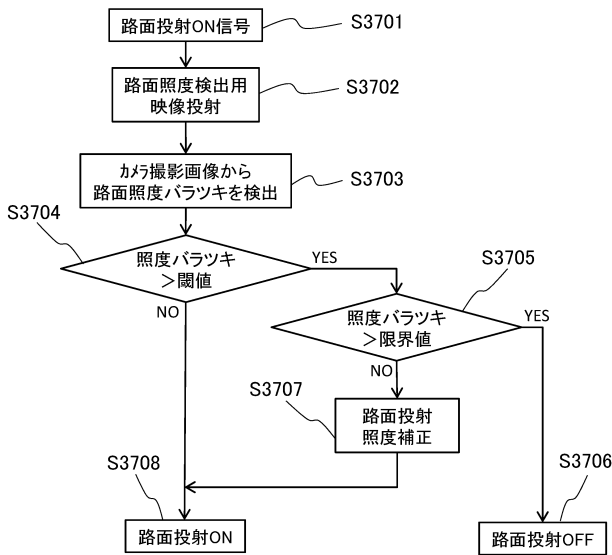 路面投射ON信号
S3701
路面照度検出用
映像投射
S3702
カメラ撮影画像から
路面照度バラツキを検出
S3703
S3704
照度バラツキ
＞閾値
YES
NO
S3705
照度バラツキ
＞限界値
YES
NO
S3707
路面投射
照度補正
S3708
路面投射ON
S3706
路面投射OFF